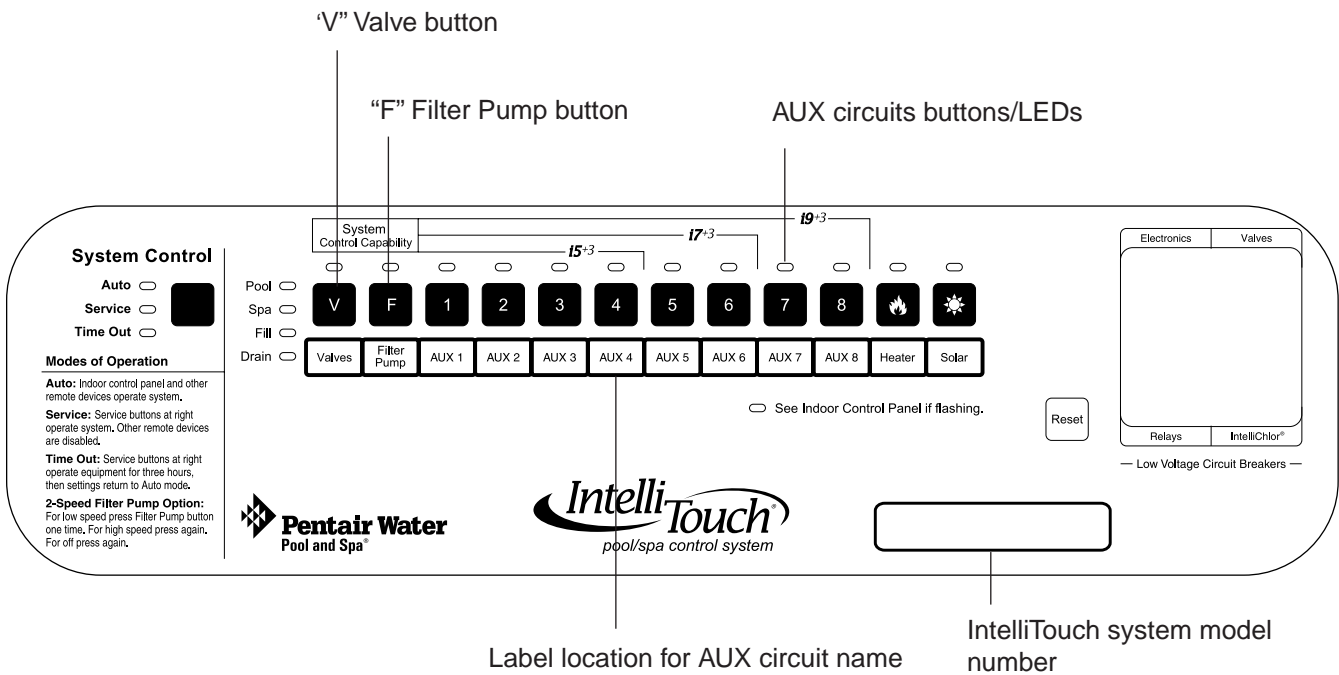 ‘V” Valve button
“F” Filter Pump button
AUX circuits buttons/LEDs
System
Control Capability
i5+3
i7+3
i9+3
System Control
Auto
Service
Time Out
Modes of Operation
Auto: Indoor control panel and other
remote devices operate system.
Service: Service buttons at right
operate system. Other remote devices
are disabled.
Time Out: Service buttons at right
operate equipment for three hours,
then settings return to Auto mode.
2-Speed Filter Pump Option:
For low speed press Filter Pump button
one time. For high speed press again.
For off press again.
Pool
Spa
Fill
Drain
V F 1 2 3 4 5 6 7 8
Valves Filter Pump AUX 1 AUX 2 AUX 3 AUX 4 AUX 5 AUX 6 AUX 7 AUX 8 Heater Solar
See Indoor Control Panel if flashing.
Reset
Electronics Valves
Relays IntelliChlor®
— Low Voltage Circuit Breakers —
Pentair Water
Pool and Spa®
IntelliTouch®
pool/spa control system
Label location for AUX circuit name
IntelliTouch system model
number